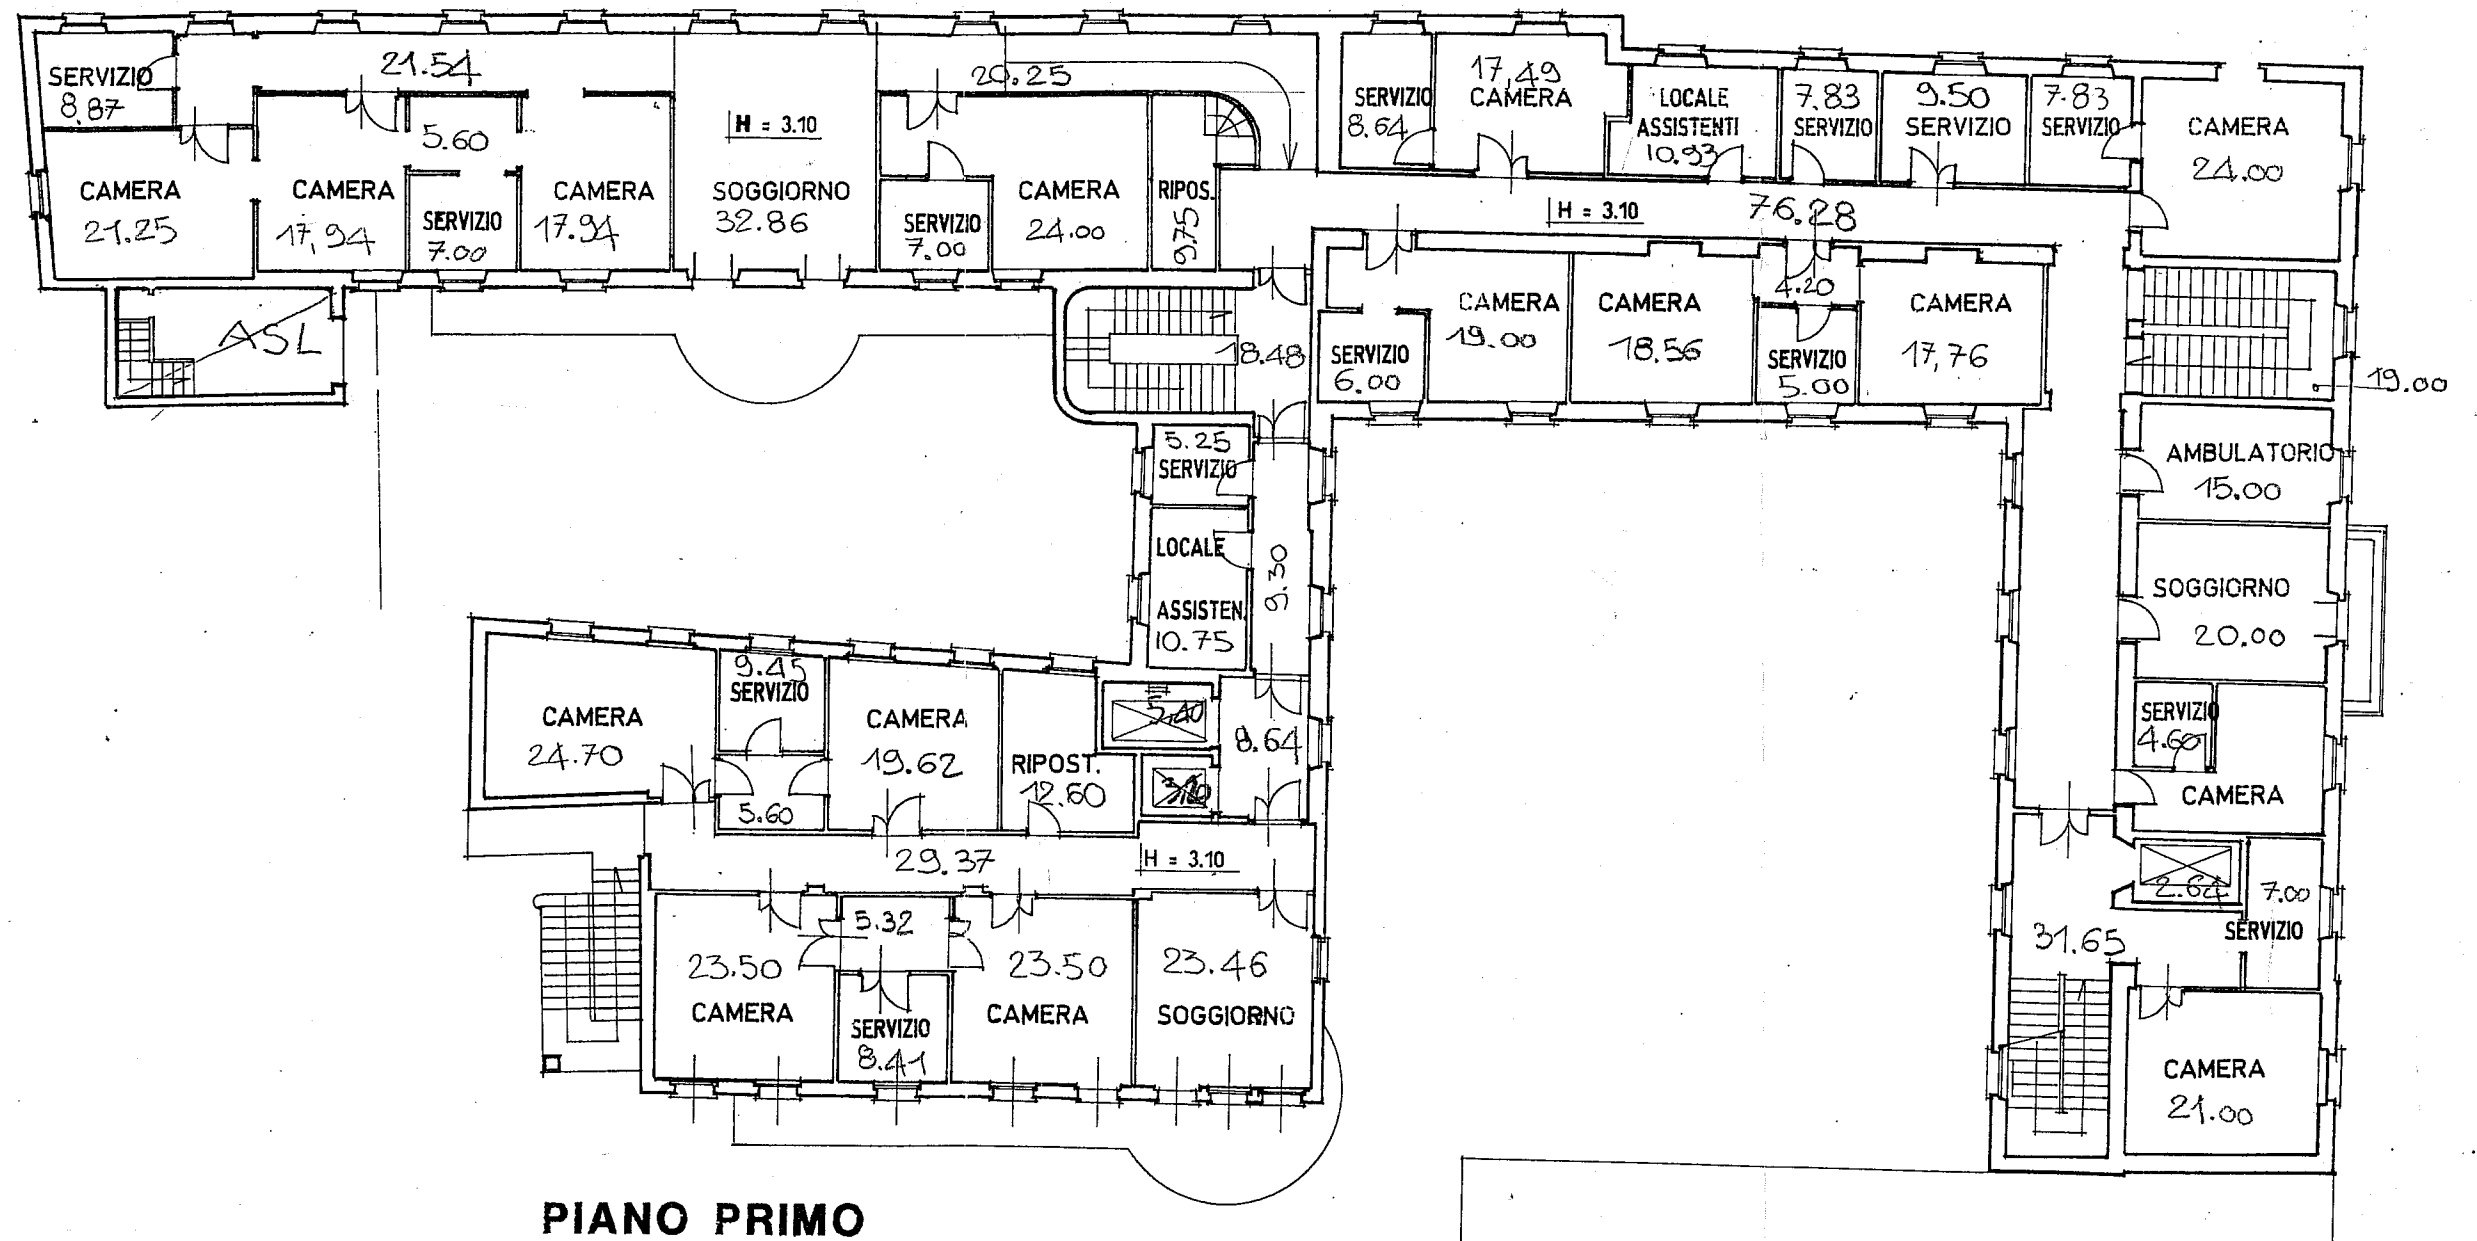 21.54
20.25
SERVIZIO
8.87
CAMERA
21.25
CAMERA
17,94
5.60
SERVIZIO
7.00
CAMERA
17.94
H = 3.10
SOGGIORNO
32.86
SERVIZIO
7.00
CAMERA
24.00
RIPOS.
9.75
SERVIZIO
8.64
17,49
CAMERA
LOCALE
ASSISTENTI
10.93
7.83
SERVIZIO
9.50
SERVIZIO
7.83
SERVIZIO
CAMERA
24.00
H = 3.10
76.28
ASL
18.48
CAMERA
19.00
SERVIZIO
6.00
CAMERA
18.56
4.20
SERVIZIO
5.00
CAMERA
17,76
19.00
5.25
SERVIZIO
LOCALE
ASSISTEN.
10.75
9.30
AMBULATORIO
15.00
SOGGIORNO
20.00
SERVIZIO
4.60
CAMERA
CAMERA
24.70
9.45
SERVIZIO
5.60
CAMERA
19.62
RIPOST.
12.60
5.40
8.64
29.37
H = 3.10
2.64
7.00
SERVIZIO
31.65
23.50
CAMERA
5.32
SERVIZIO
8.41
23.50
CAMERA
23.46
SOGGIORNO
CAMERA
21.00
PIANO PRIMO